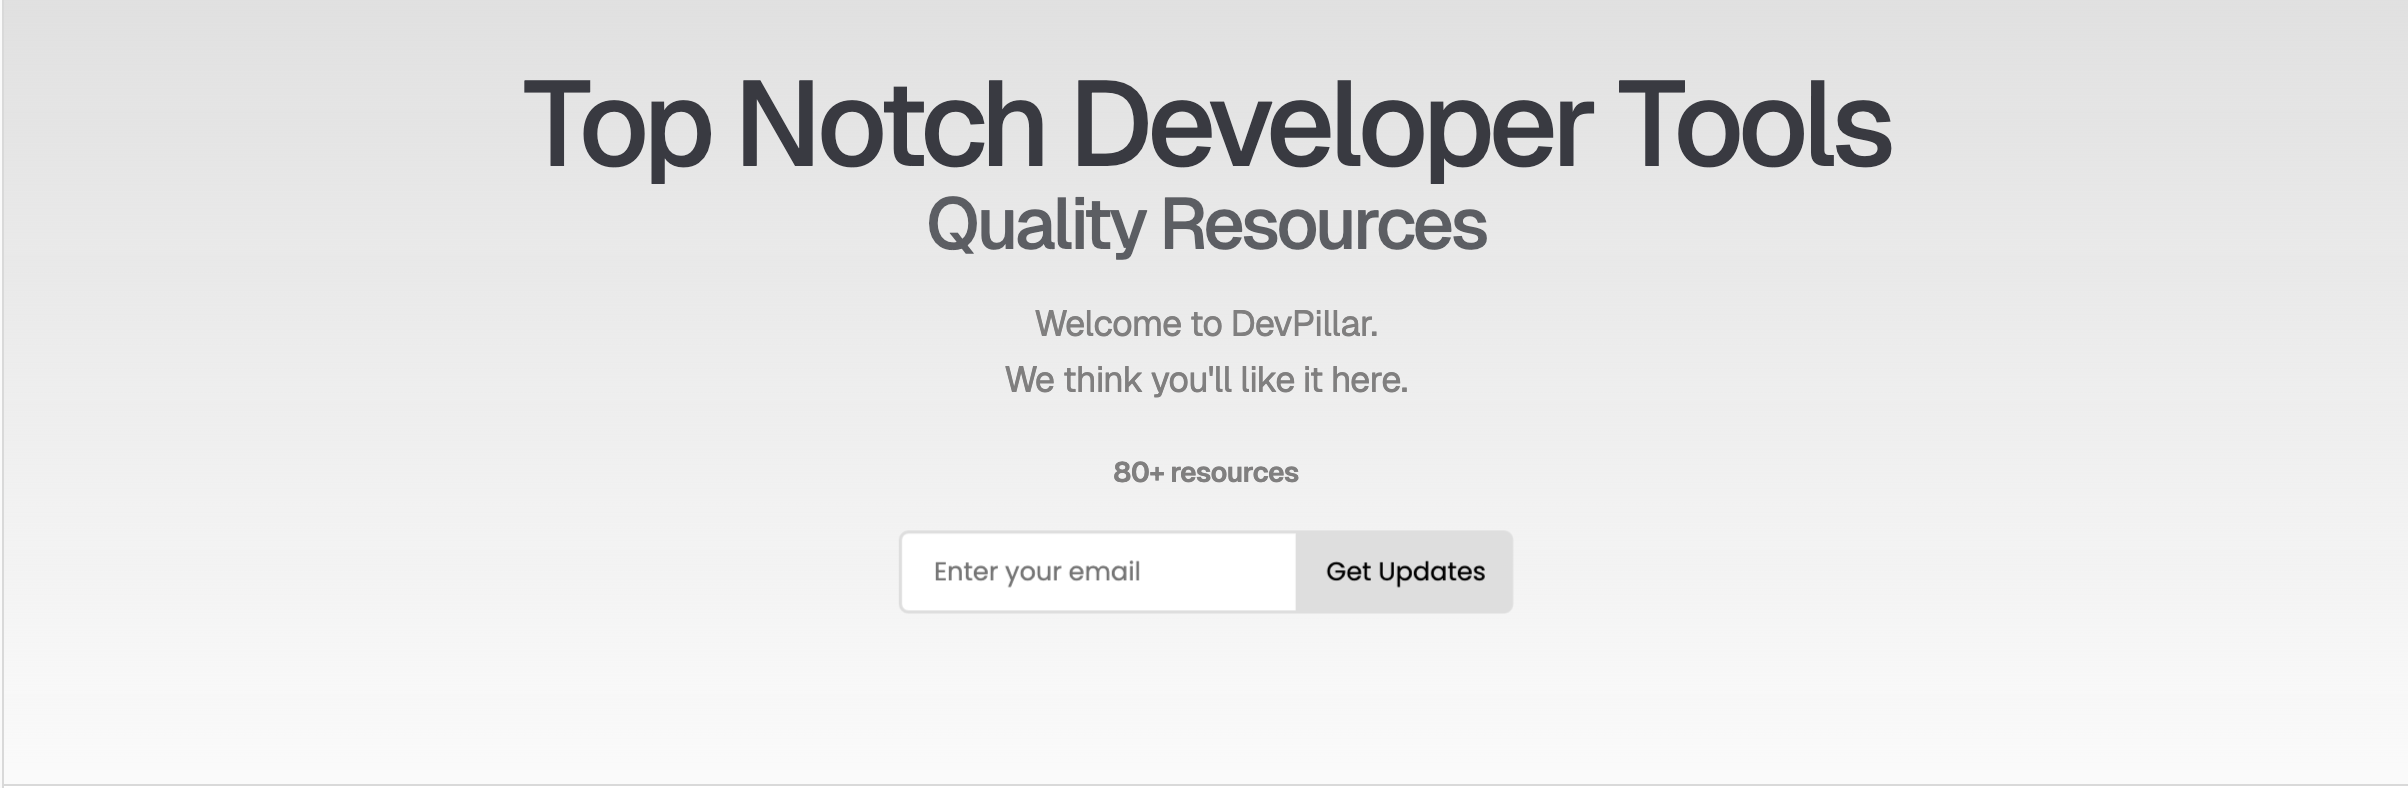 Top Notch Developer Tools
Quality Resources
Welcome to DevPillar.
We think you'll like it here.
80+ resources
Enter your email
Get Updates